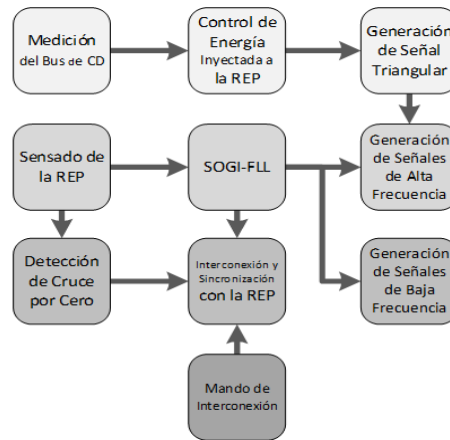 Medición
del Bus de CD
Control de
Energía
Inyectada a
la REP
Generación
de Señal
Triangular
Sensado de
la REP
SOGI-FLL
Generación
de Señales
de Alta
Frecuencia
Detección
de Cruce
por Cero
Interconexión y
Sincronización
con la REP
Generación
de Señales
de Baja
Frecuencia
Mando de
Interconexión